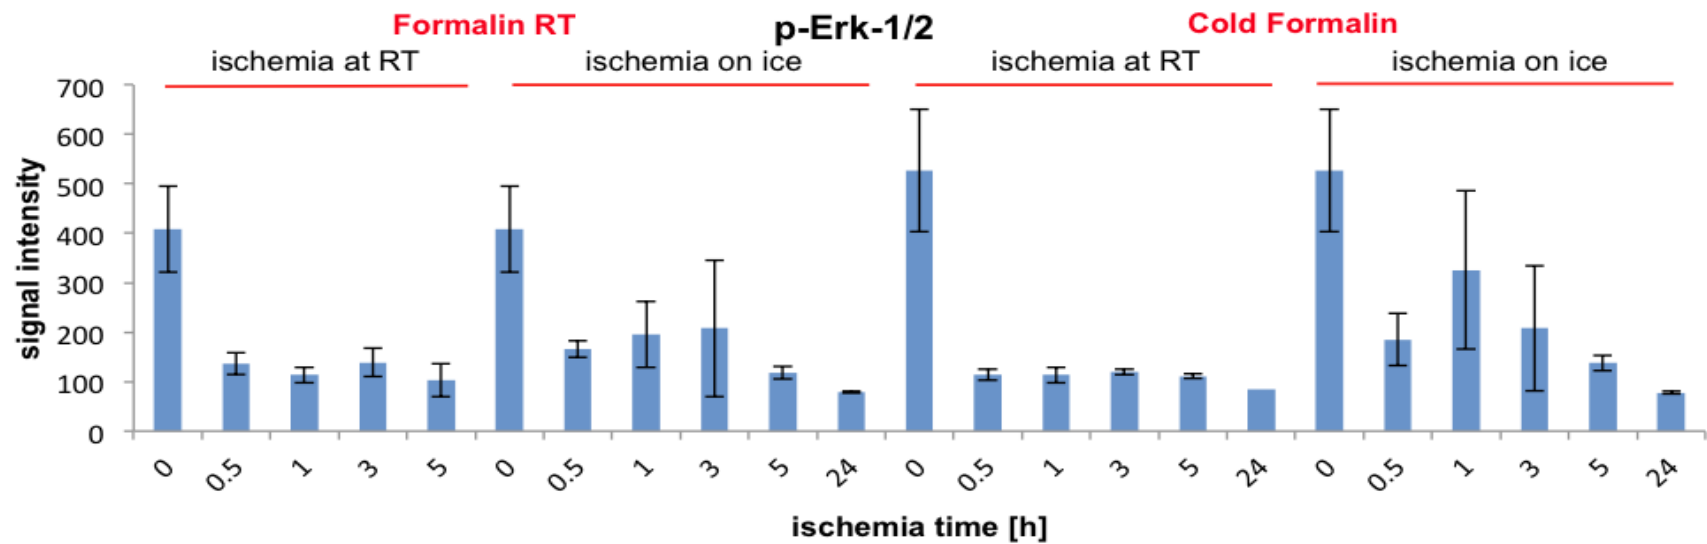 Formalin RT p-Erk-1/2 Cold Formalin
ischemia at RT ischemia on ice ischemia at RT ischemia on ice
700
600
500
400
300
200
100
0
signal intensity
0 0.5 1 3 5 0 0.5 1 3 5 24 0 0.5 1 3 5 24 0 0.5 1 3 5 24
ischemia time [h]